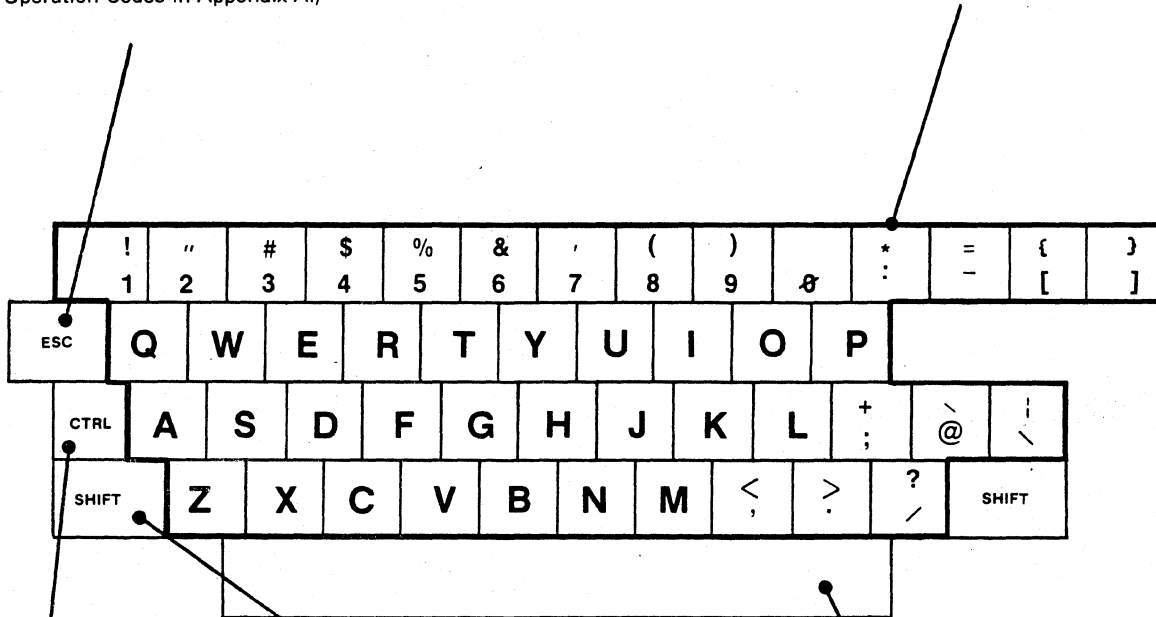 Operation Codes in Appendix A.)
! " # $ % & ' ( ) * = { }
1 2 3 4 5 6 7 8 9 0 : - [ ]
ESC Q W E R T Y U I O P
+ ` ¦
CTRL A S D F G H J K L ; @ \
< > ?
SHIFT Z X C V B N M , . / SHIFT